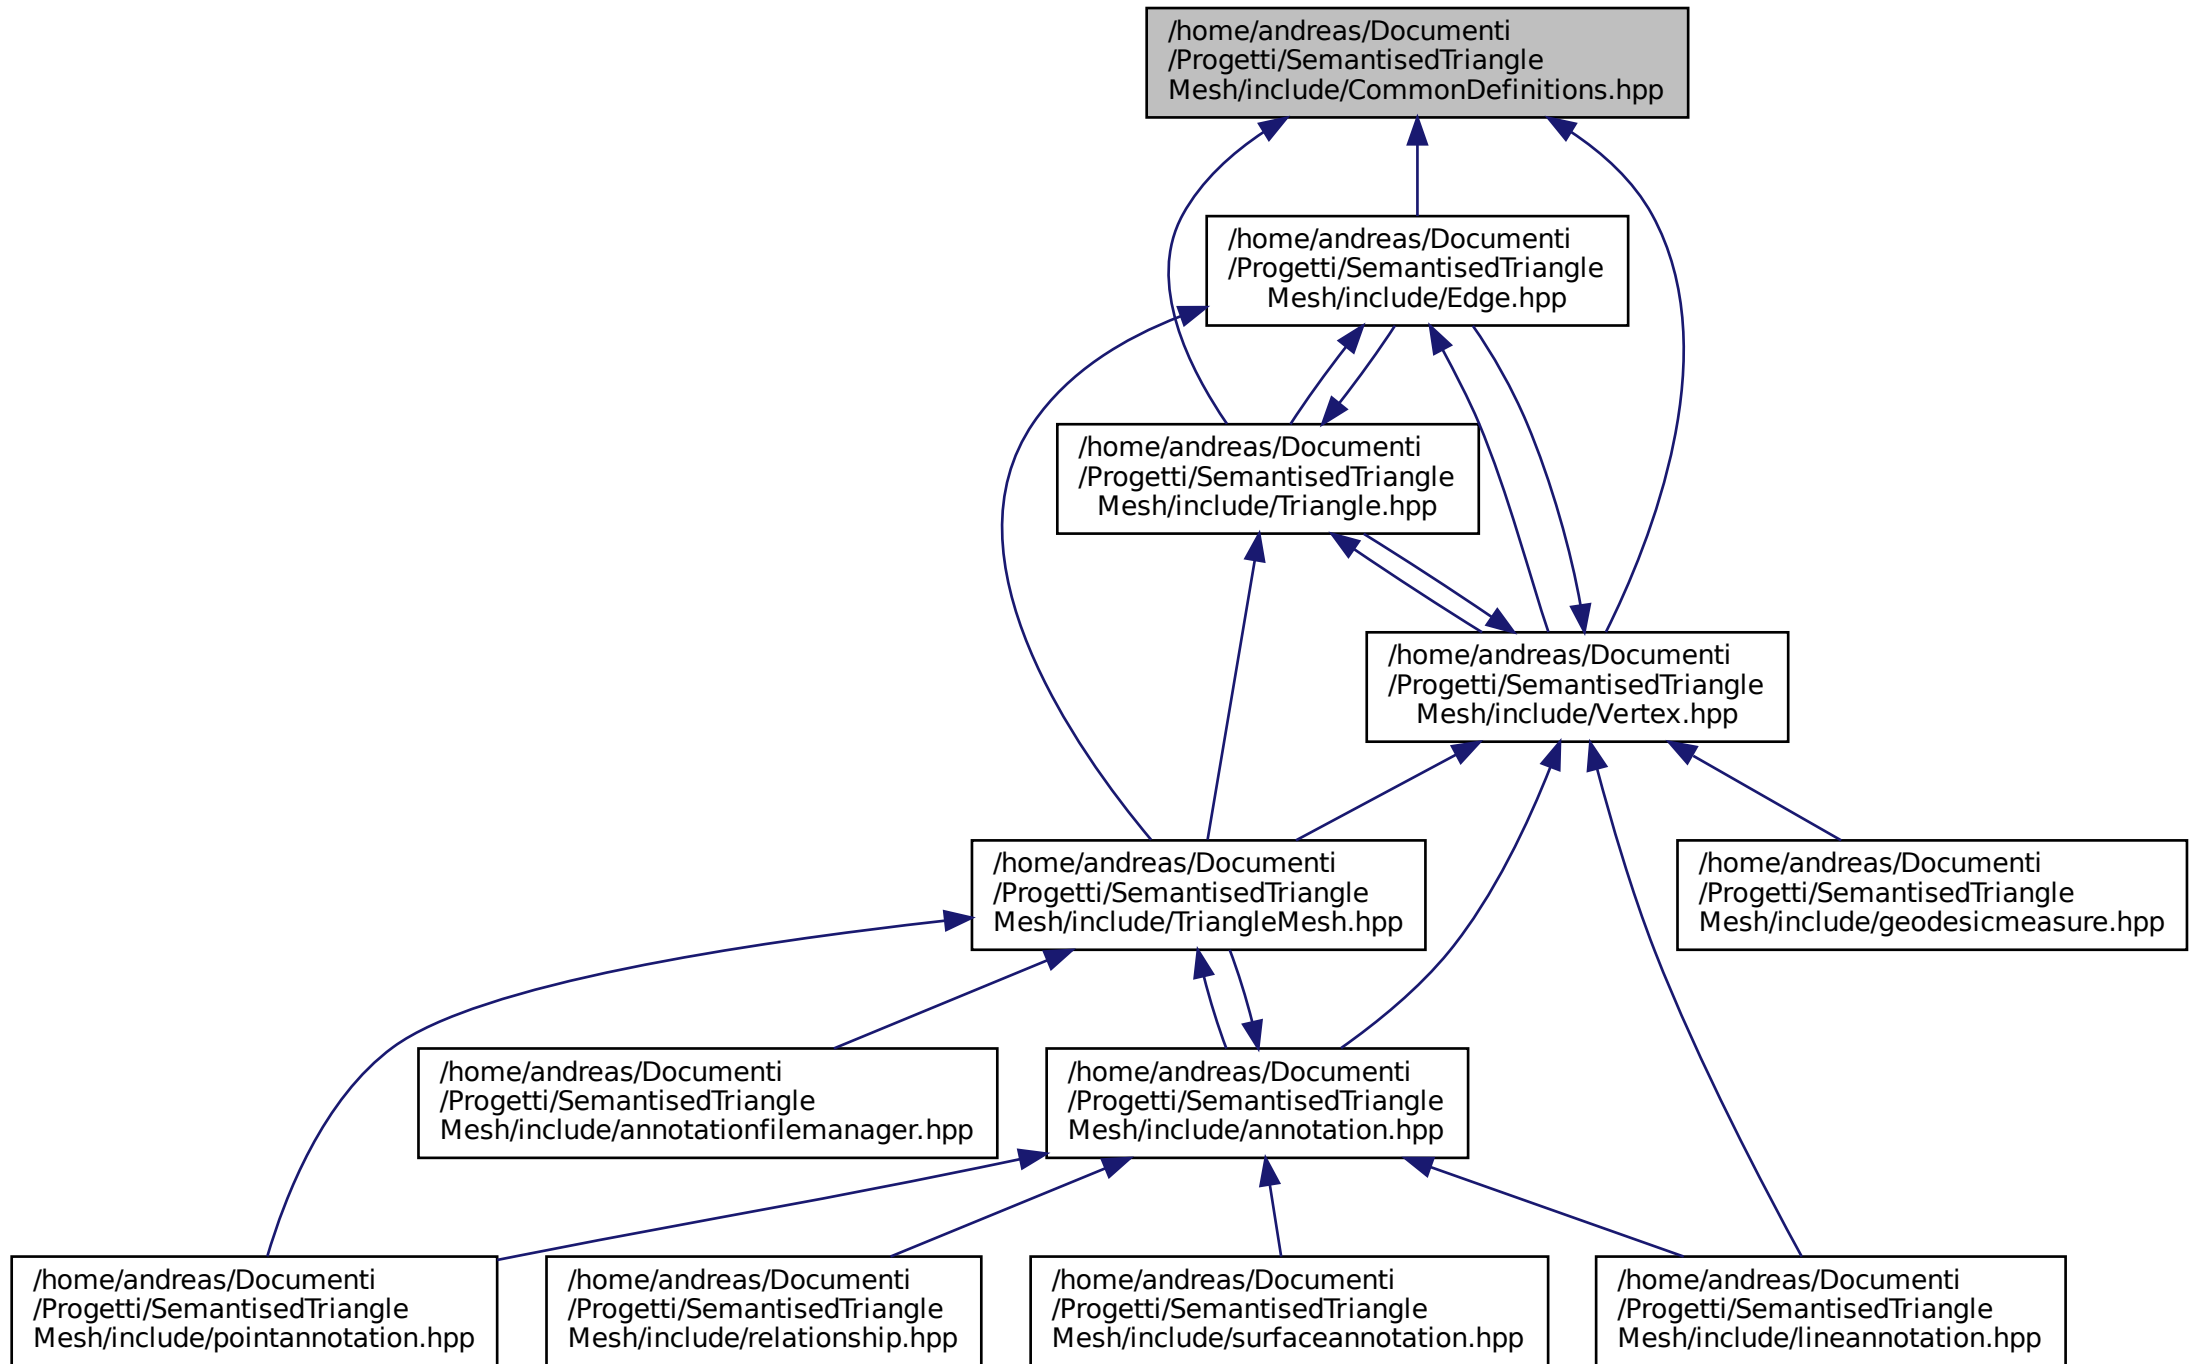 /home/andreas/Documenti
/Progetti/SemantisedTriangle
Mesh/include/CommonDefinitions.hpp
/home/andreas/Documenti
/Progetti/SemantisedTriangle
Mesh/include/Edge.hpp
/home/andreas/Documenti
/Progetti/SemantisedTriangle
Mesh/include/Triangle.hpp
/home/andreas/Documenti
/Progetti/SemantisedTriangle
Mesh/include/Vertex.hpp
/home/andreas/Documenti
/Progetti/SemantisedTriangle
Mesh/include/TriangleMesh.hpp
/home/andreas/Documenti
/Progetti/SemantisedTriangle
Mesh/include/geodesicmeasure.hpp
/home/andreas/Documenti
/Progetti/SemantisedTriangle
Mesh/include/annotationfilemanager.hpp
/home/andreas/Documenti
/Progetti/SemantisedTriangle
Mesh/include/annotation.hpp
/home/andreas/Documenti
/Progetti/SemantisedTriangle
Mesh/include/pointannotation.hpp
/home/andreas/Documenti
/Progetti/SemantisedTriangle
Mesh/include/relationship.hpp
/home/andreas/Documenti
/Progetti/SemantisedTriangle
Mesh/include/surfaceannotation.hpp
/home/andreas/Documenti
/Progetti/SemantisedTriangle
Mesh/include/lineannotation.hpp